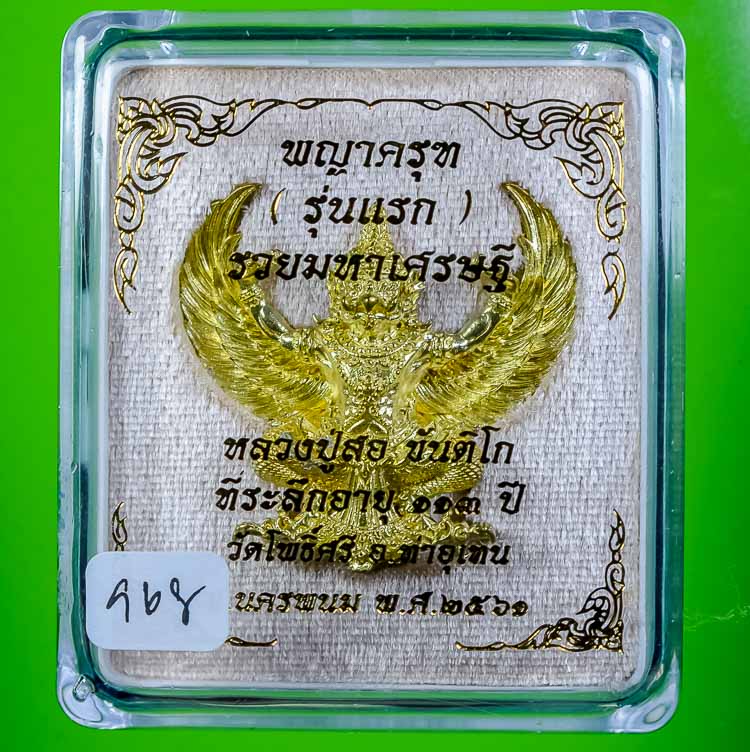 พญาครุฑ
( รุ่นแรก )
รวยมหาเศรษฐี
หลวงปู่สอ ขันติโก
ที่ระลึกอายุ ๑๑๓ ปี
วัดโพธิ์ศรี อ.ท่าอุเทน
.นครพนม พ.ศ.๒๕๖๑